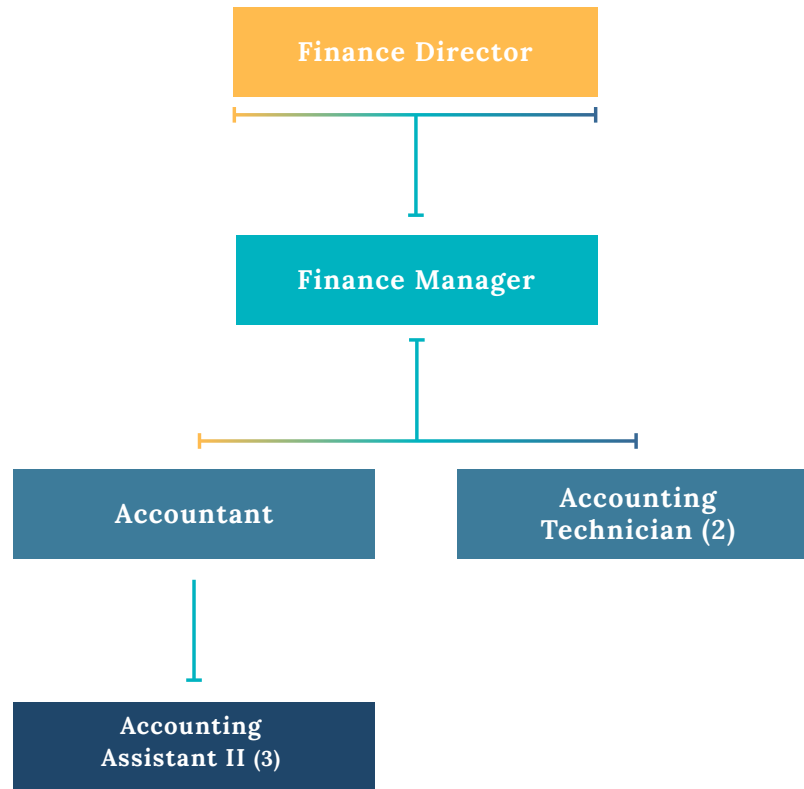 Finance Director
Finance Manager
Accountant
Accounting
Technician (2)
Accounting
Assistant II (3)